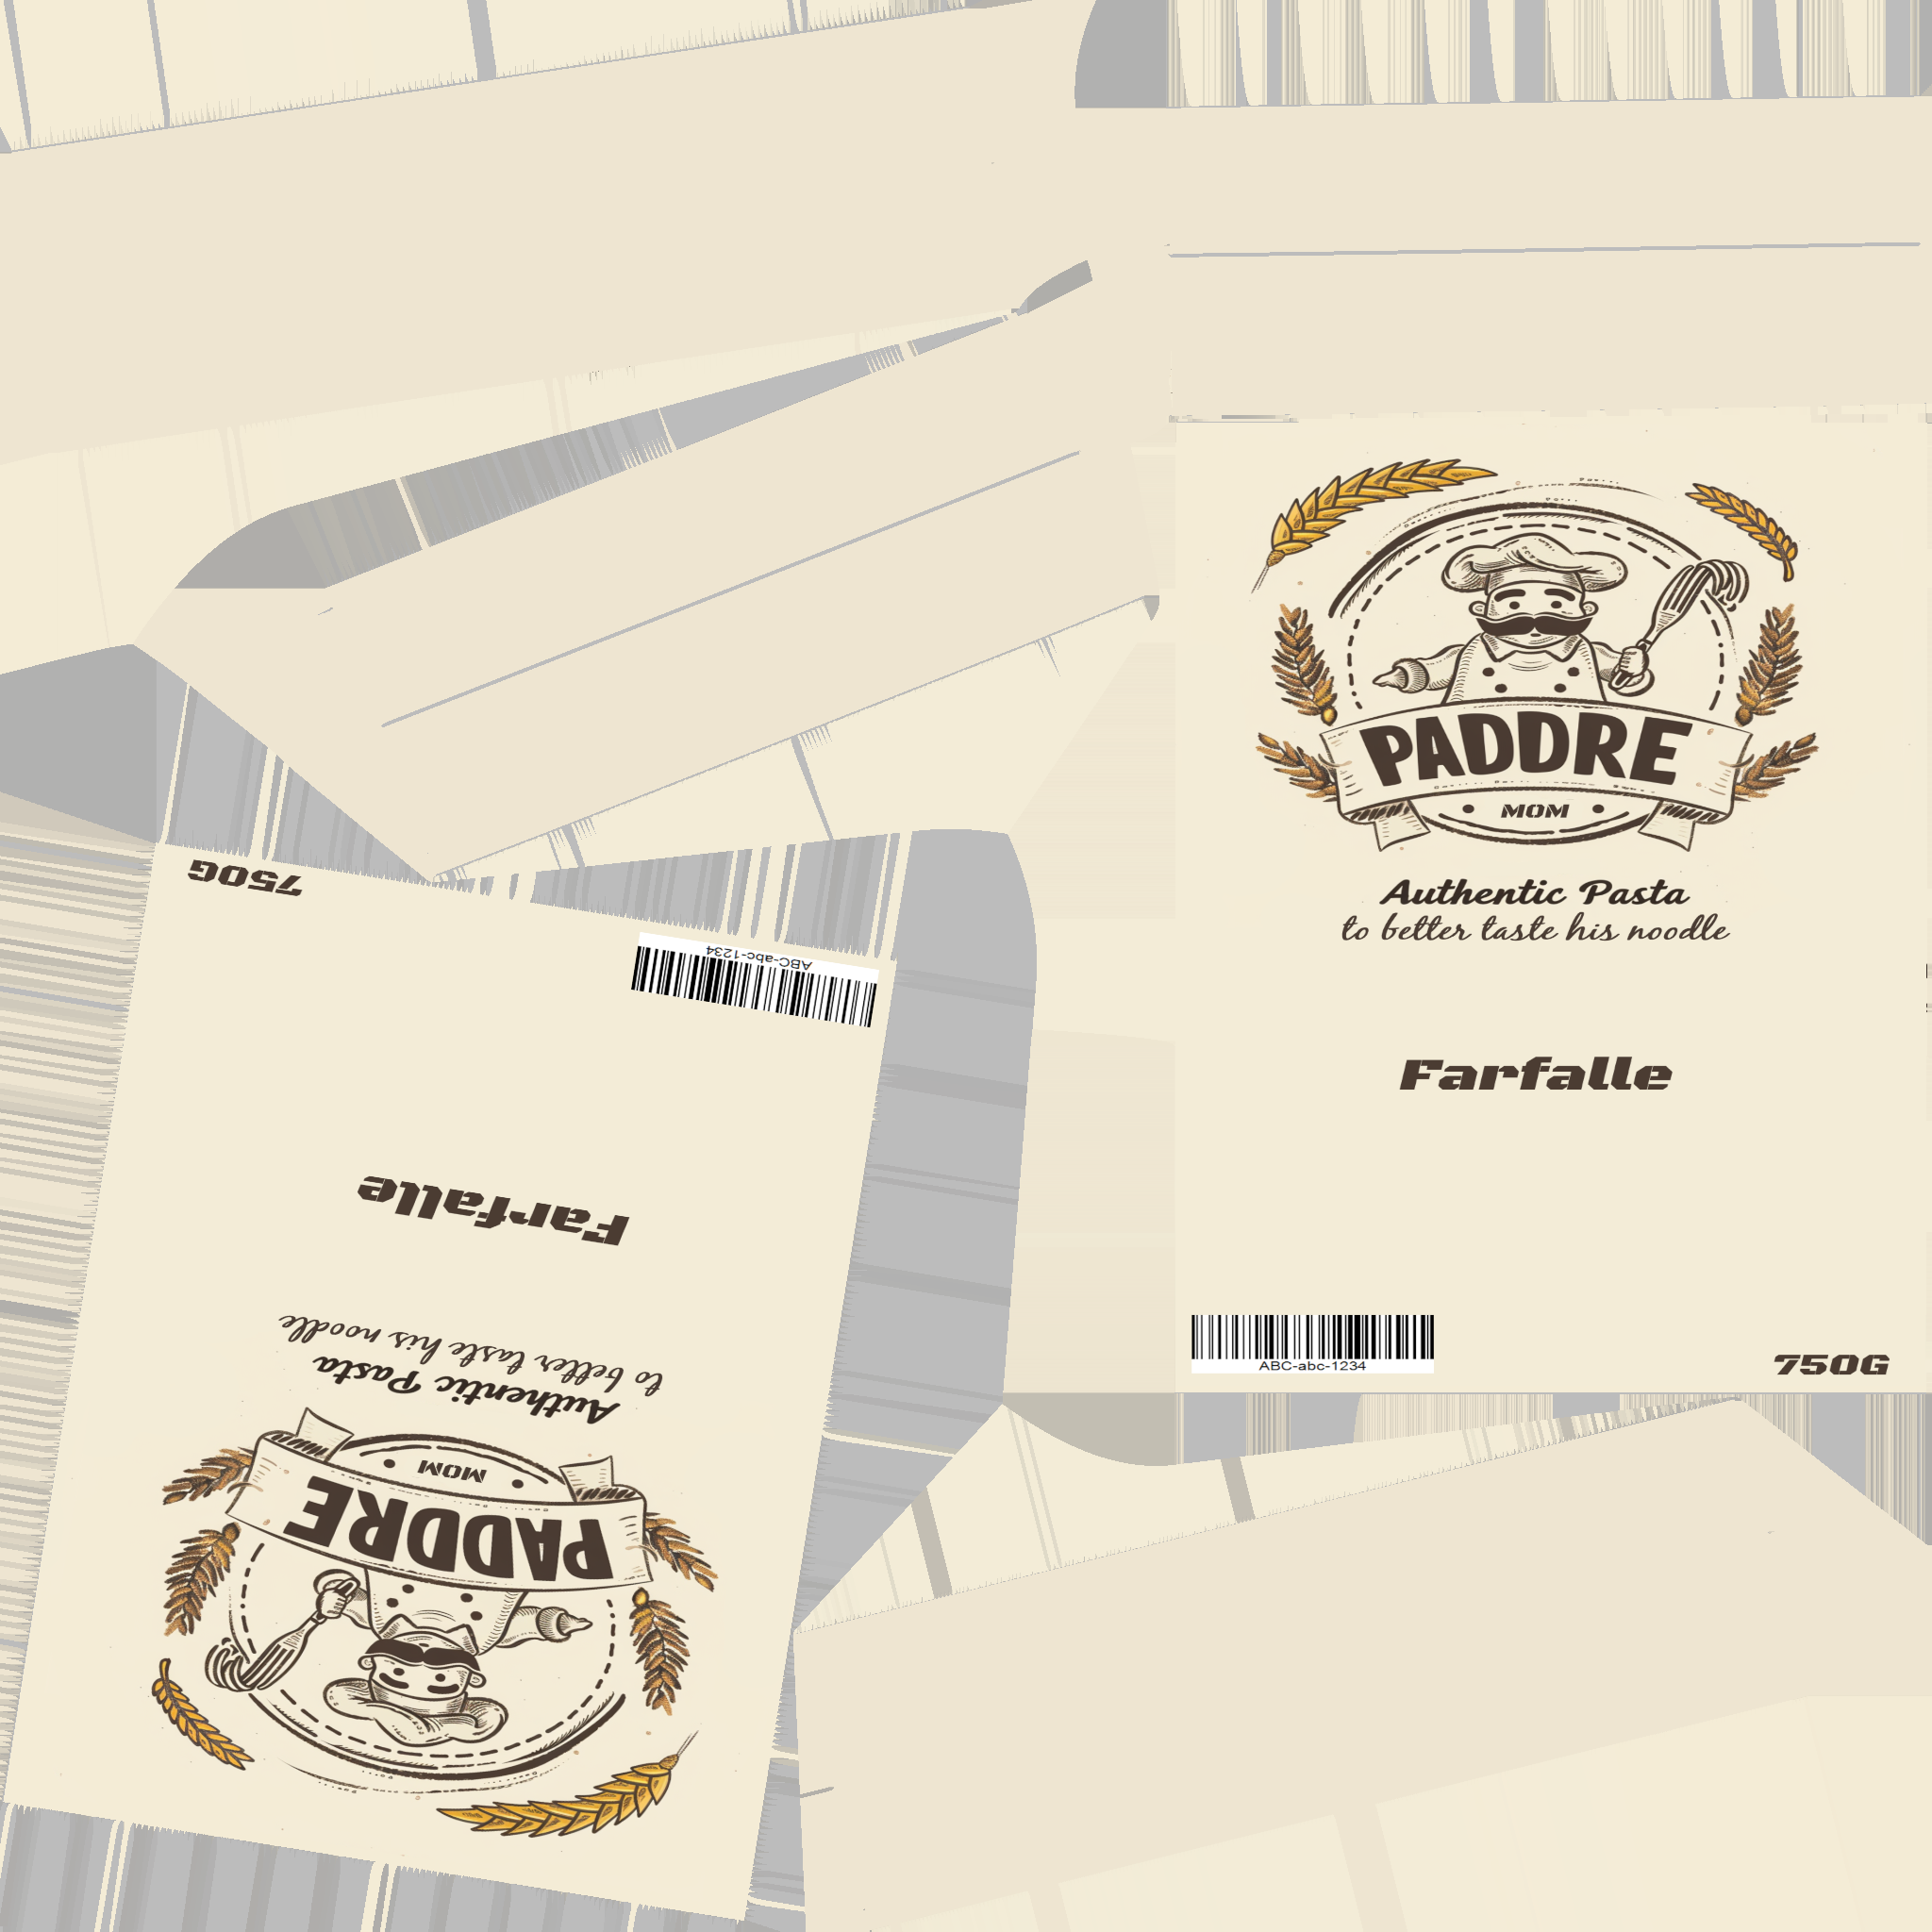 PADDRE
MOM
Authentic Pasta
to better taste his noodle
Farfalle
ABC-abc-1234
750G
750G
ABC-abc-1234
Farfalle
to better taste his noodle
Authentic Pasta
MOM
PADDRE